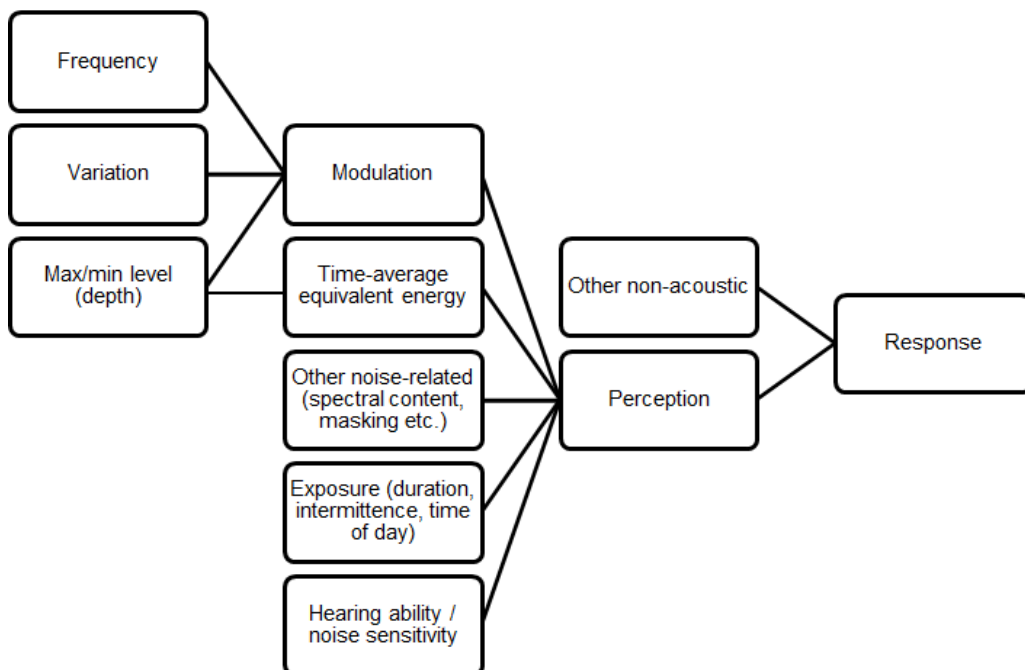 Frequency
Variation
Max/min level
(depth)
Modulation
Time-average
equivalent energy
Other noise-related
(spectral content,
masking etc.)
Exposure (duration,
intermittence, time
of day)
Hearing ability /
noise sensitivity
Other non-acoustic
Perception
Response